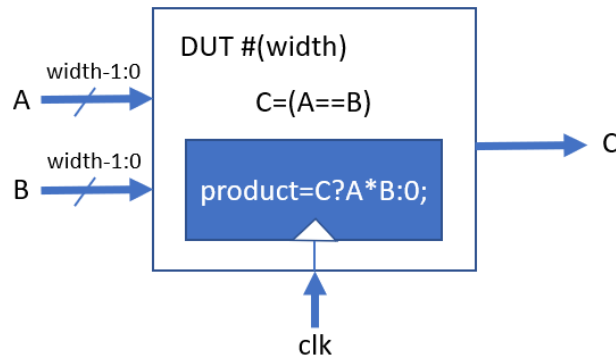 DUT #(width)
width-1:0
A
C=(A==B)
width-1:0
B
product=C?A*B:0;
C
clk